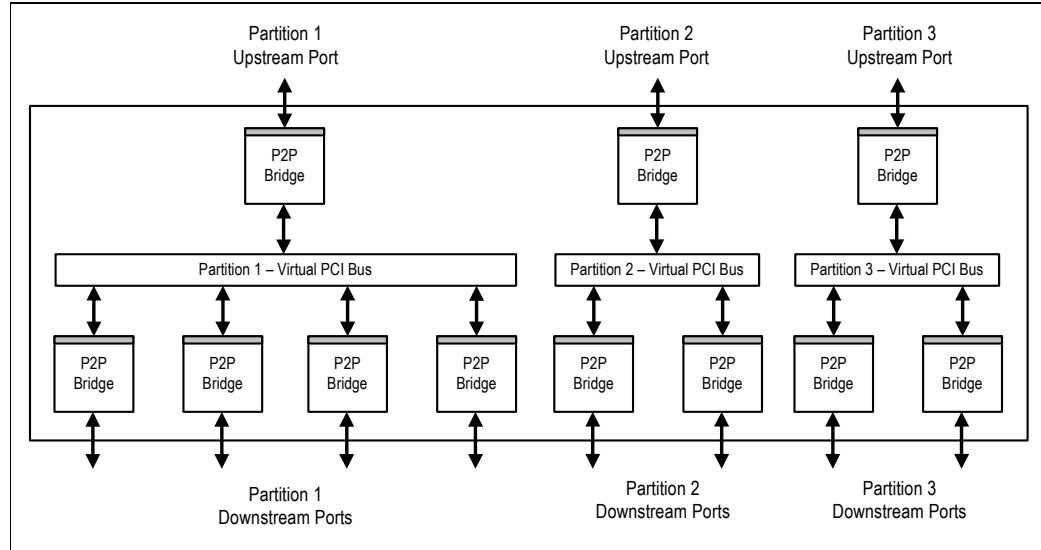 Partition 1
Upstream Port
Partition 2
Upstream Port
Partition 3
Upstream Port
P2P
Bridge
P2P
Bridge
P2P
Bridge
Partition 1 – Virtual PCI Bus
Partition 2 – Virtual PCI Bus
Partition 3 – Virtual PCI Bus
P2P
Bridge
P2P
Bridge
P2P
Bridge
P2P
Bridge
P2P
Bridge
P2P
Bridge
P2P
Bridge
P2P
Bridge
Partition 1
Downstream Ports
Partition 2
Downstream Ports
Partition 3
Downstream Ports